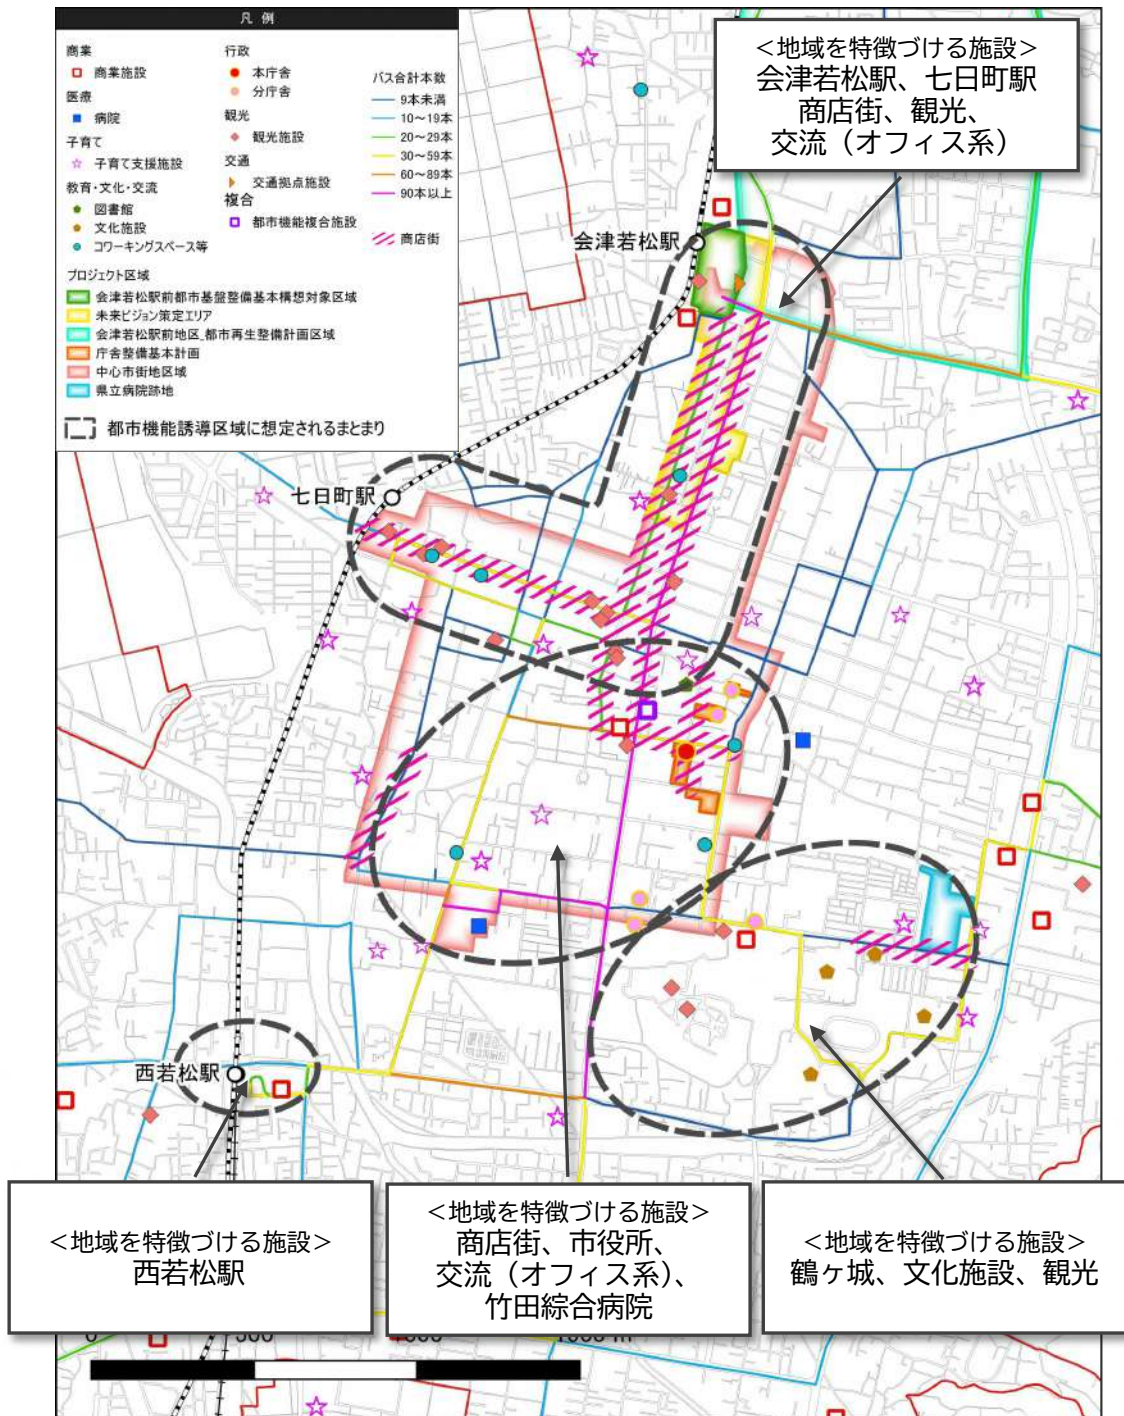 凡 例
商業
商業施設
医療
病院
子育て
子育て支援施設
教育・文化・交流
図書館
文化施設
コワーキングスペース等
行政
本庁舎
分庁舎
観光
観光施設
交通
交通拠点施設
複合
都市機能複合施設
バス合計本数
9本未満
10～19本
20～29本
30～59本
60～89本
90本以上
商店街
プロジェクト区域
会津若松駅前都市基盤整備基本構想対象区域
未来ビジョン策定エリア
会津若松駅前地区_都市再生整備計画区域
庁舎整備基本計画
中心市街地区域
県立病院跡地
都市機能誘導区域に想定されるまとまり
＜地域を特徴づける施設＞
会津若松駅、七日町駅
商店街、観光、
交流（オフィス系）
会津若松駅
七日町駅
西若松駅
＜地域を特徴づける施設＞
西若松駅
＜地域を特徴づける施設＞
商店街、市役所、
交流（オフィス系）、
竹田綜合病院
＜地域を特徴づける施設＞
鶴ヶ城、文化施設、観光